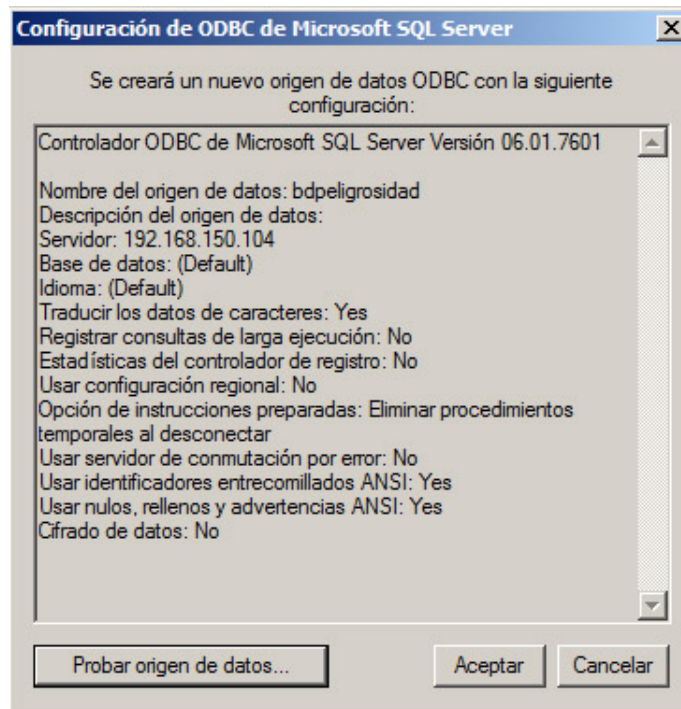 Configuración de ODBC de Microsoft SQL Server
Se creará un nuevo origen de datos ODBC con la siguiente
configuración:
Controlador ODBC de Microsoft SQL Server Versión 06.01.7601
Nombre del origen de datos: bdpeligrosidad
Descripción del origen de datos:
Servidor: 192.168.150.104
Base de datos: (Default)
Idioma: (Default)
Traducir los datos de caracteres: Yes
Registrar consultas de larga ejecución: No
Estadísticas del controlador de registro: No
Usar configuración regional: No
Opción de instrucciones preparadas: Eliminar procedimientos
temporales al desconectar
Usar servidor de conmutación por error: No
Usar identificadores entrecomillados ANSI: Yes
Usar nulos, rellenos y advertencias ANSI: Yes
Cifrado de datos: No
Probar origen de datos... Aceptar Cancelar